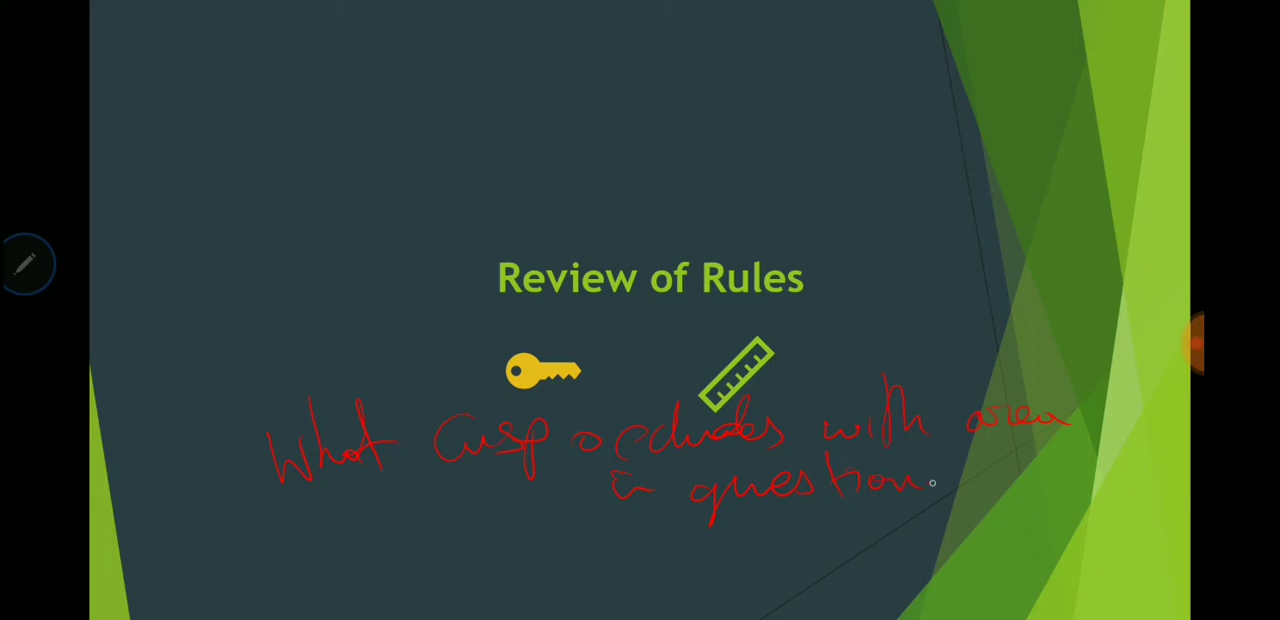 Review of Rules
What Cusp occludes with area
in question